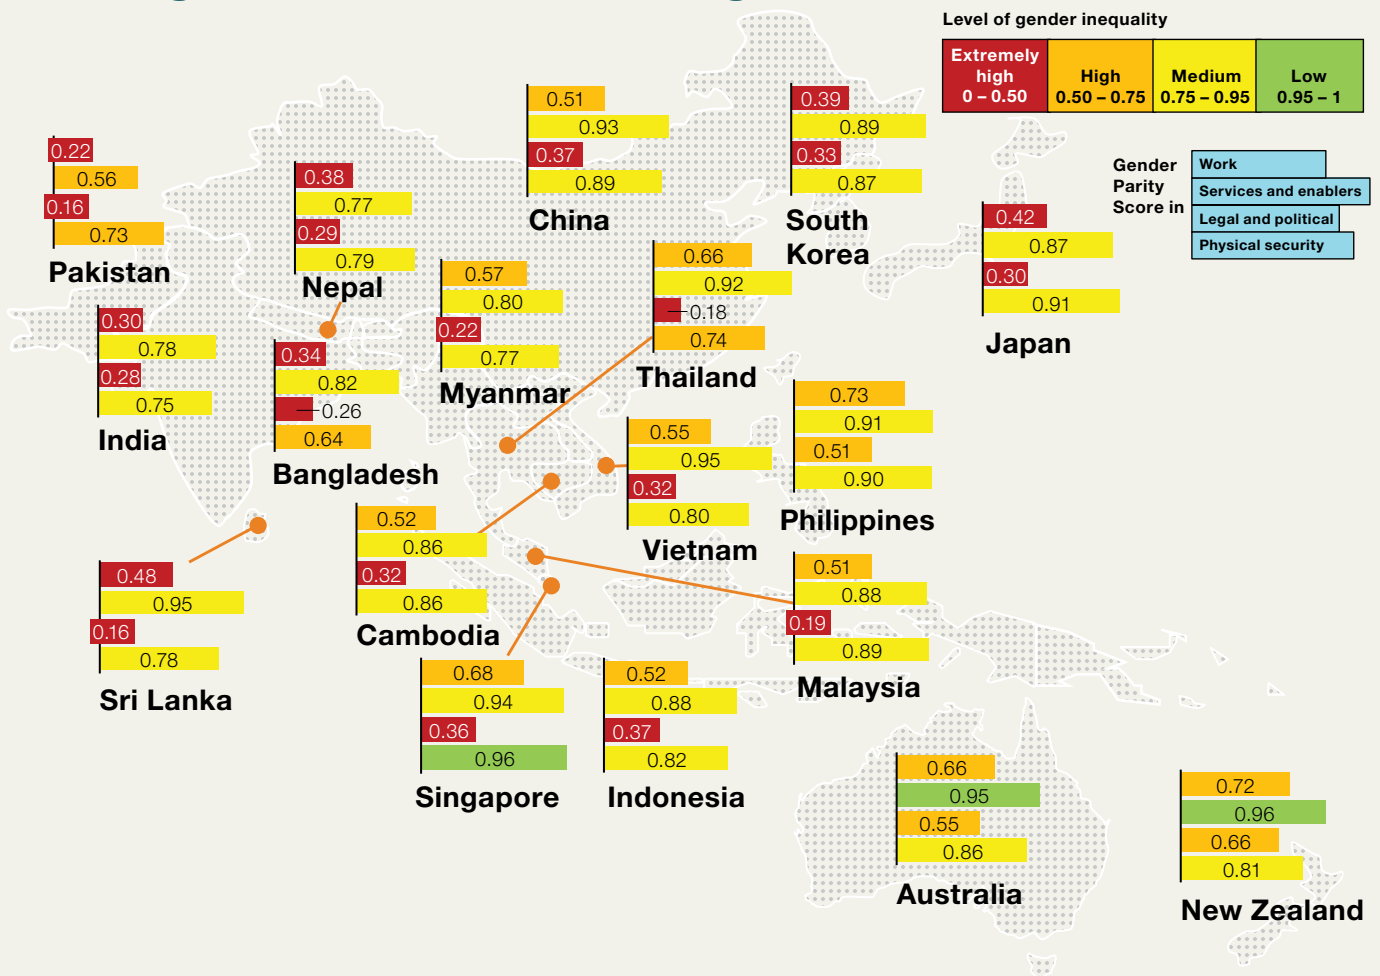 Level of gender inequality
Extremely high 0 – 0.50
High 0.50 – 0.75
Medium 0.75 – 0.95
Low 0.95 – 1
Gender Parity Score in
Work
Services and enablers
Legal and political
Physical security
0.22
0.56
0.16
0.73
Pakistan
0.38
0.77
0.29
0.79
Nepal
0.51
0.93
0.37
0.89
China
0.39
0.89
0.33
0.87
South
Korea
0.42
0.87
0.30
0.91
Japan
0.30
0.78
0.28
0.75
India
0.34
0.82
0.26
0.64
Bangladesh
0.57
0.80
0.22
0.77
Myanmar
0.66
0.92
0.18
0.74
Thailand
0.55
0.95
0.32
0.80
Vietnam
0.73
0.91
0.51
0.90
Philippines
0.48
0.95
0.16
0.78
Sri Lanka
0.52
0.86
0.32
0.86
Cambodia
0.51
0.88
0.19
0.89
Malaysia
0.68
0.94
0.36
0.96
Singapore
0.52
0.88
0.37
0.82
Indonesia
0.66
0.95
0.55
0.86
Australia
0.72
0.96
0.66
0.81
New Zealand